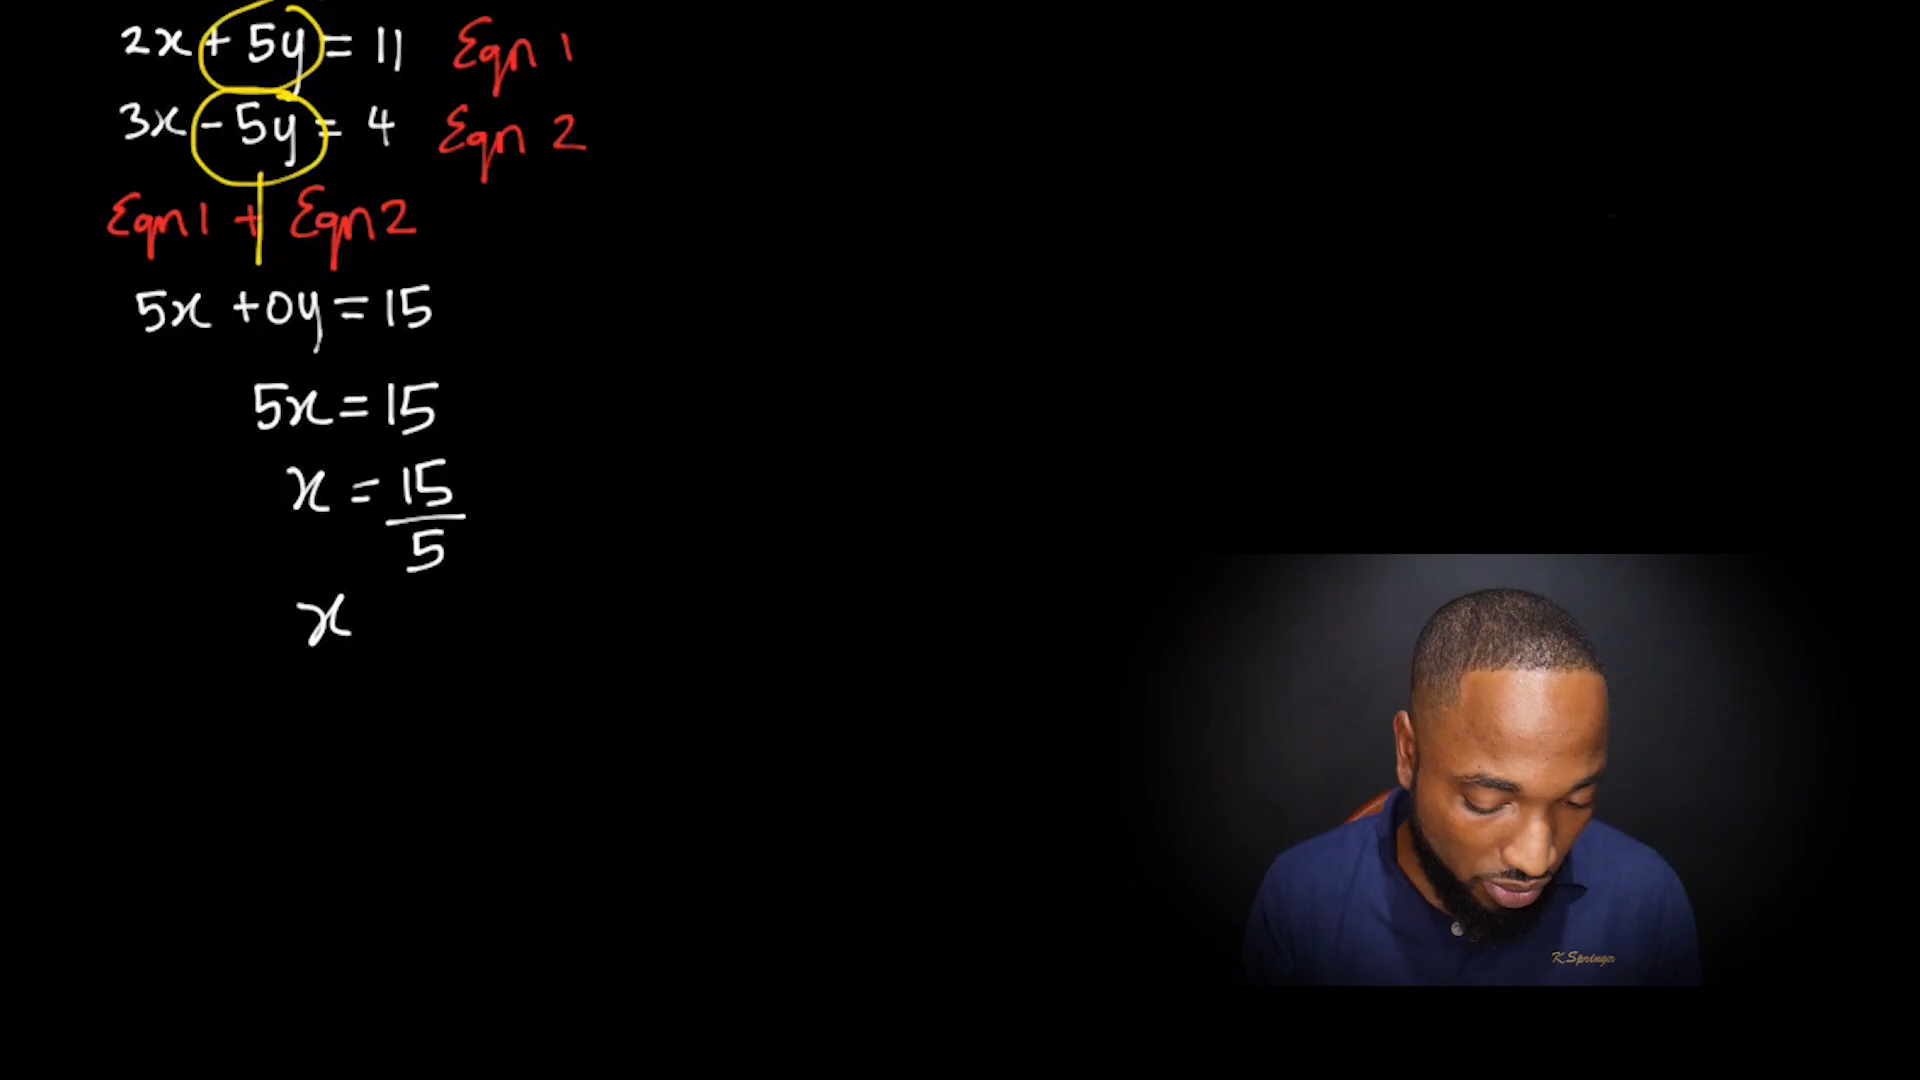 2x + 5y = 11 Eqn 1
3x - 5y = 4 Eqn 2
Eqn 1 + Eqn 2
5x + 0y = 15
5x = 15
x = 15/5
x
K.Springer